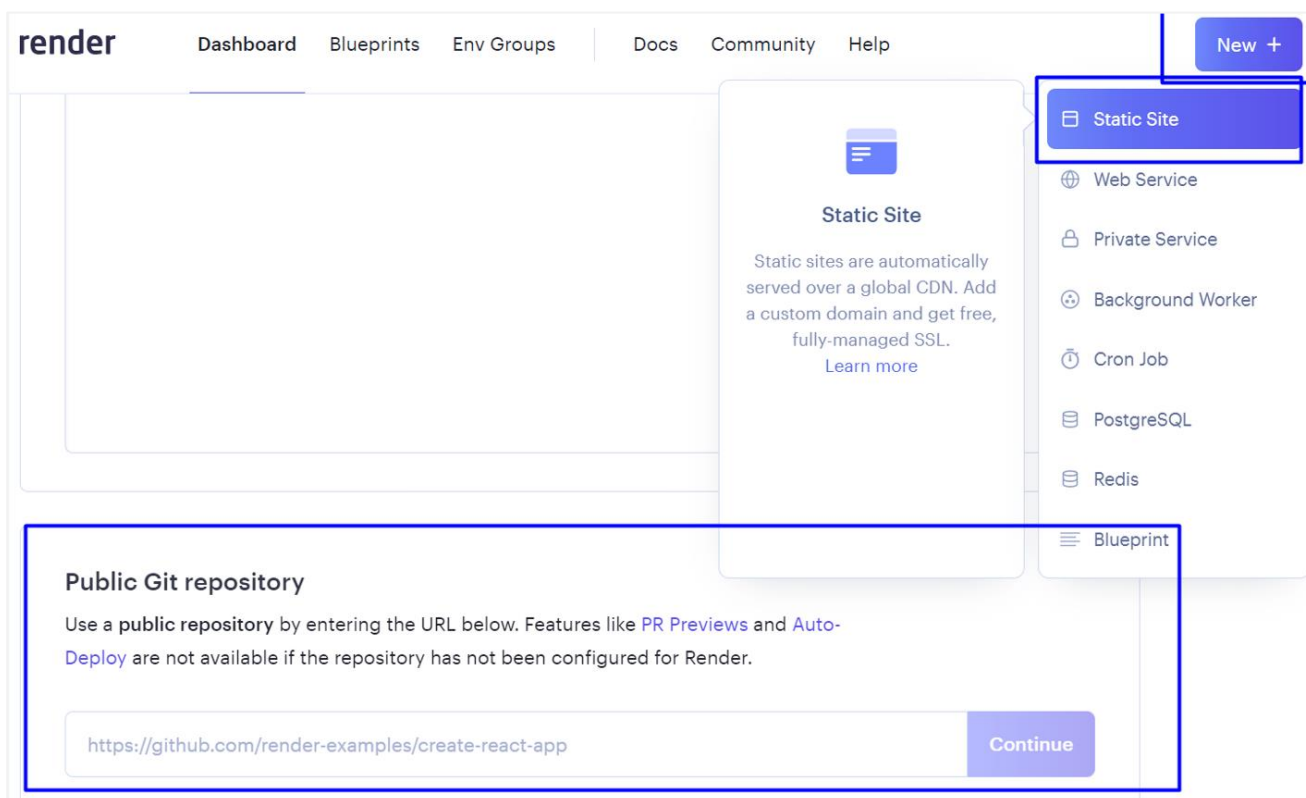 render
Dashboard
Blueprints
Env Groups
Docs
Community
Help
New +
Static Site
Static sites are automatically
served over a global CDN. Add
a custom domain and get free,
fully-managed SSL.
Learn more
Static Site
Web Service
Private Service
Background Worker
Cron Job
PostgreSQL
Redis
Blueprint
Public Git repository
Use a public repository by entering the URL below. Features like PR Previews and Auto-
Deploy are not available if the repository has not been configured for Render.
https://github.com/render-examples/create-react-app
Continue